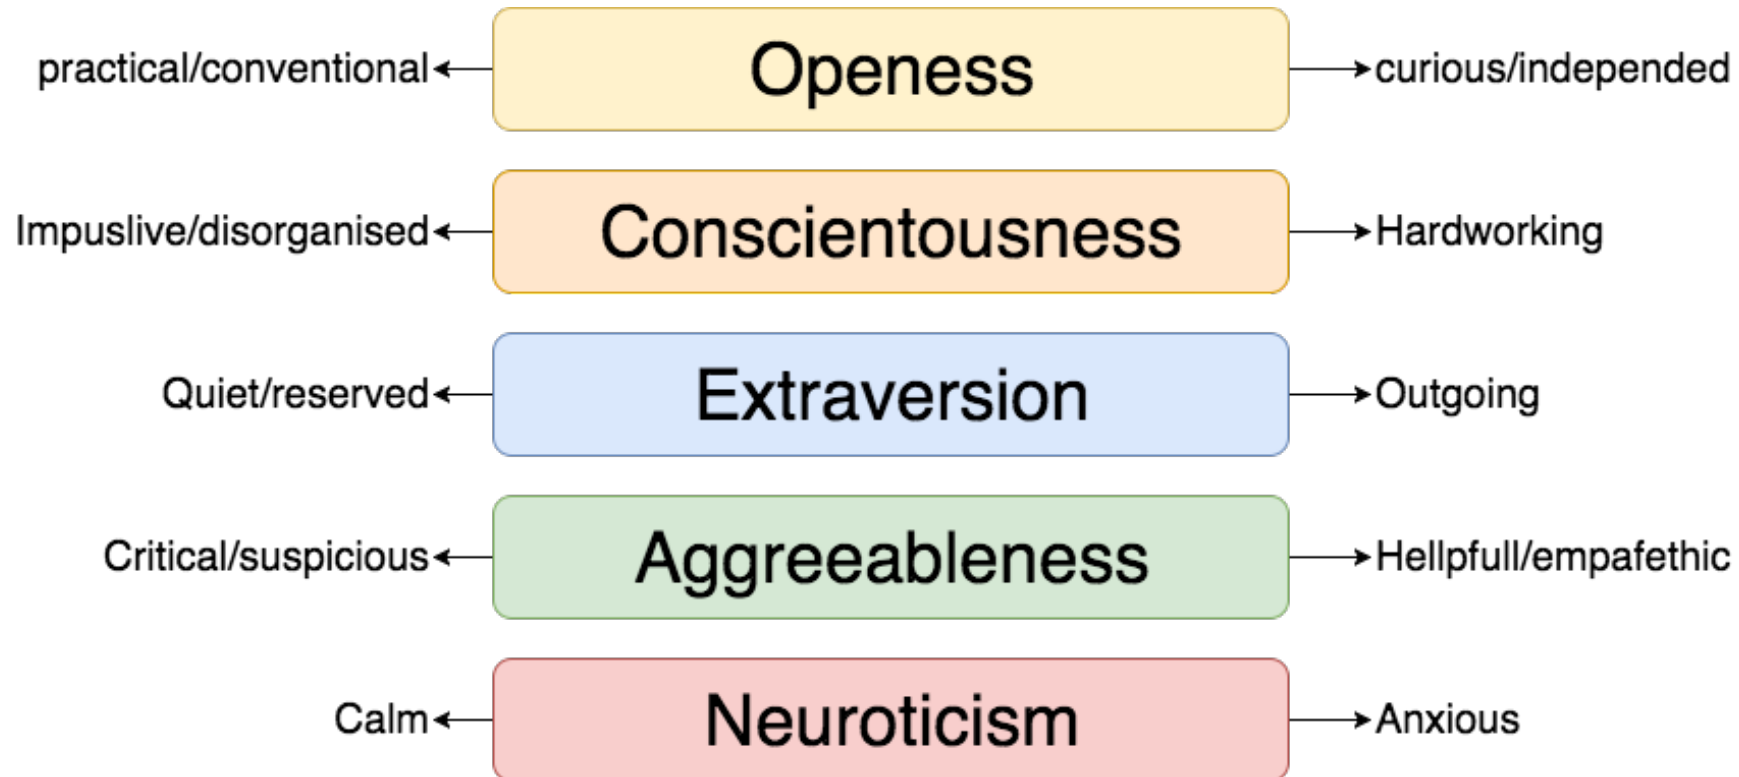 practical/conventional Openess curious/independed
Impuslive/disorganised Conscientousness Hardworking
Quiet/reserved Extraversion Outgoing
Critical/suspicious Aggreeableness Hellpfull/empafethic
Calm Neuroticism Anxious